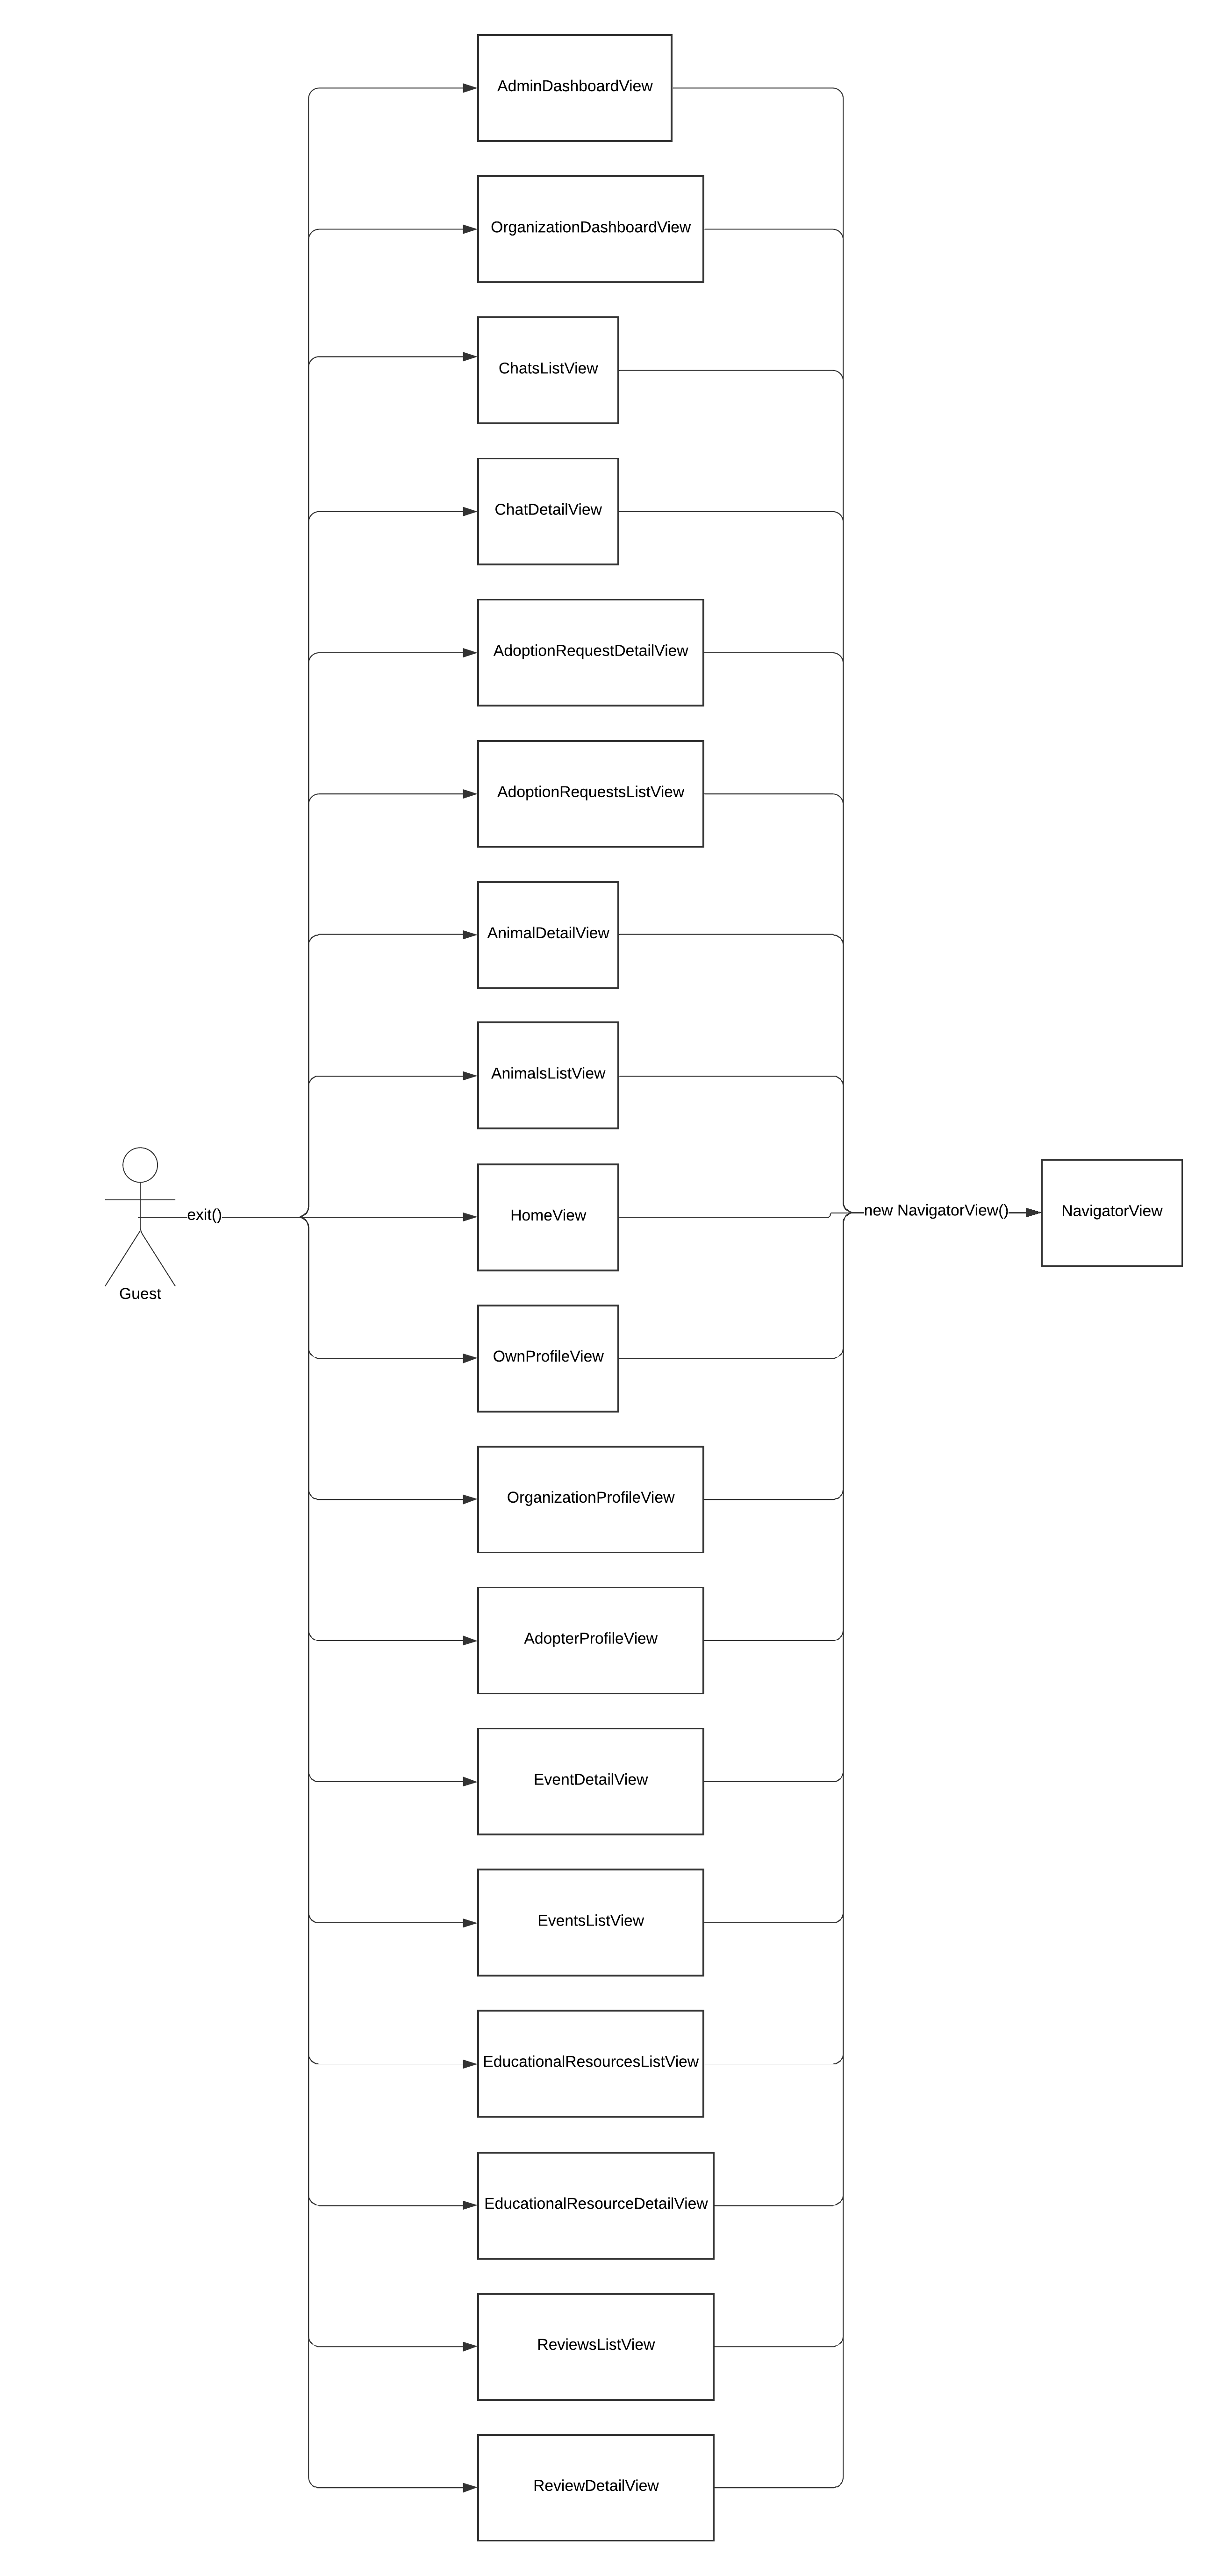 AdminDashboardView
OrganizationDashboardView
ChatsListView
ChatDetailView
AdoptionRequestDetailView
AdoptionRequestsListView
AnimalDetailView
AnimalsListView
exit()
HomeView
new NavigatorView()
NavigatorView
Guest
OwnProfileView
OrganizationProfileView
AdopterProfileView
EventDetailView
EventsListView
EducationalResourcesListView
EducationalResourceDetailView
ReviewsListView
ReviewDetailView